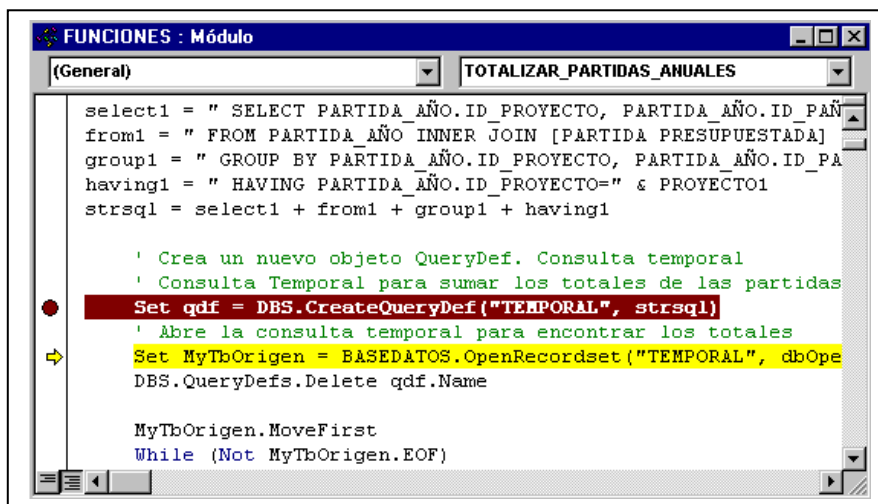 FUNCIONES : Módulo
(General) TOTALIZAR_PARTIDAS_ANUALES
select1 = " SELECT PARTIDA_AÑO.ID_PROYECTO, PARTIDA_AÑO.ID_PAÑ
from1 = " FROM PARTIDA_AÑO INNER JOIN [PARTIDA PRESUPUESTADA]
group1 = " GROUP BY PARTIDA_AÑO.ID_PROYECTO, PARTIDA_AÑO.ID_PA
having1 = " HAVING PARTIDA_AÑO.ID_PROYECTO=" & PROYECTO1
strsql = select1 + from1 + group1 + having1
' Crea un nuevo objeto QueryDef. Consulta temporal
' Consulta Temporal para sumar los totales de las partidas
Set qdf = DBS.CreateQueryDef("TEMPORAL", strsql)
' Abre la consulta temporal para encontrar los totales
Set MyTbOrigen = BASEDATOS.OpenRecordset("TEMPORAL", dbOpe
DBS.QueryDefs.Delete qdf.Name
MyTbOrigen.MoveFirst
While (Not MyTbOrigen.EOF)